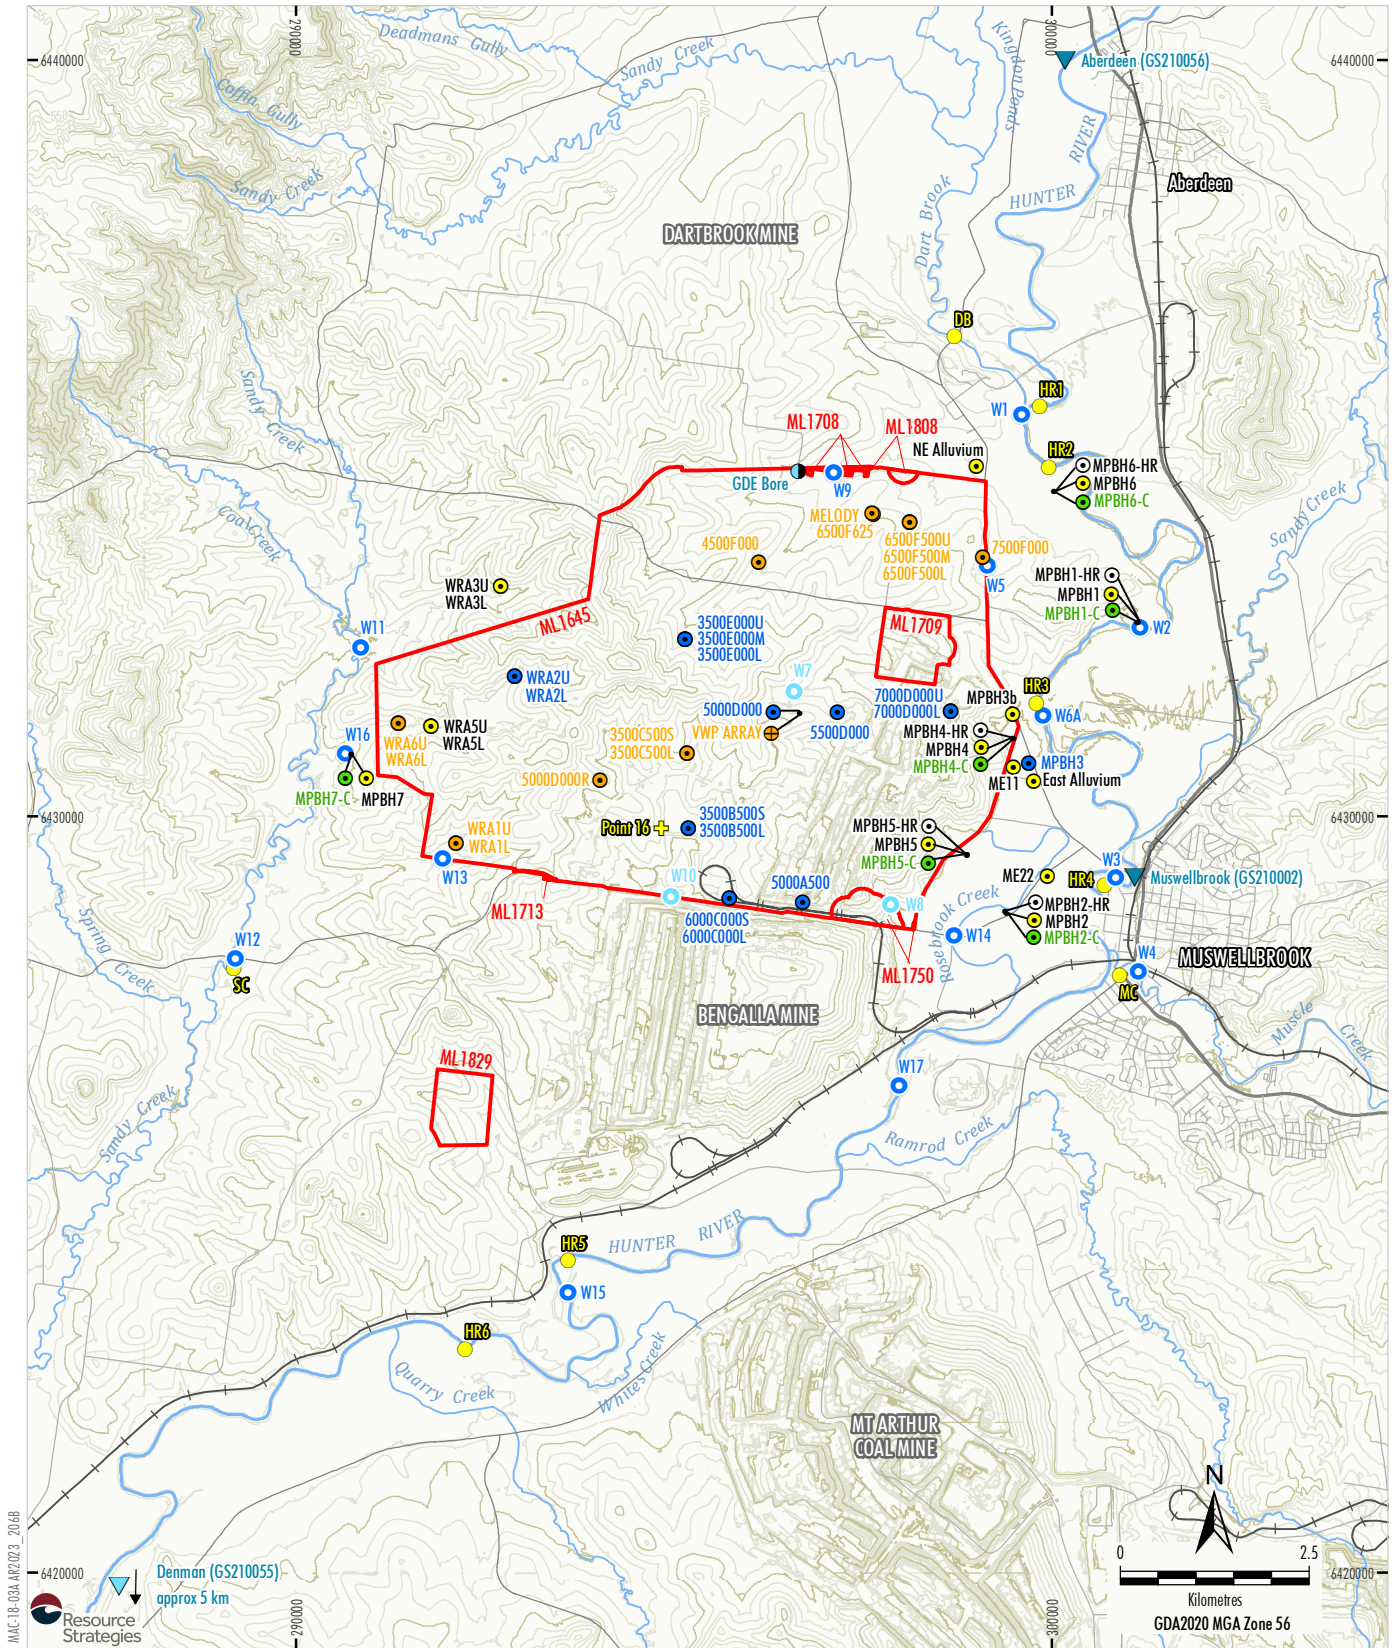 290000
300000
Deadmans Gully
Sandy Creek
Kingdon Ponds
6440000
Aberdeen (GS210056)
6440000
Coffin Gully
RIVER
Sandy Creek
Aberdeen
HUNTER
Dart Brook
DARTBROOK MINE
DB
Sandy Creek
HR1
W1
ML1708
ML1808
NE Alluvium
HR2
MPBH6-HR
MPBH6
MPBH6-C
GDE Bore
W9
Sandy Creek
Coal Creek
MELODY
6500F625
6500F500U
6500F500M
6500F500L
4500F000
7500F000
W5
WRA3U
WRA3L
MPBH1-HR
MPBH1
MPBH1-C
W2
ML1645
ML1709
W11
3500E000U
3500E000M
3500E000L
WRA2U
WRA2L
W7
7000D000U
7000D000L
HR3
MPBH3b
W6A
5000D000
5500D000
WRA6U
WRA6L
WRA5U
WRA5L
3500C500S
3500C500L
VWP ARRAY
MPBH4-HR
MPBH4
MPBH4-C
W16
MPBH3
ME11
East Alluvium
MPBH7-C
MPBH7
5000D000R
6430000
Point 16
3500B500S
3500B500L
MPBH5-HR
MPBH5
MPBH5-C
6430000
WRA1U
WRA1L
W13
W3
ME22
HR4
Muswellbrook (GS210002)
W10
5000A500
W8
Rosebrook Creek
MPBH2-HR
MPBH2
MPBH2-C
ML1713
6000C000S
6000C000L
W14
Spring Creek
W12
SC
ML1750
W4
MUSWELLBROOK
MC
BENGALLA MINE
Muscle Creek
ML1829
W17
Sandy Creek
Ramrod Creek
HUNTER RIVER
HR5
W15
HR6
Quarry Creek
Whites Creek
MT ARTHUR
COAL MINE
N
0
2.5
Kilometres
GDA2020 MGA Zone 56
6420000
6420000
Denman (GS210055)
approx 5 km
Resource
Strategies
MAC-18-03A AR2023_206B
290000
300000